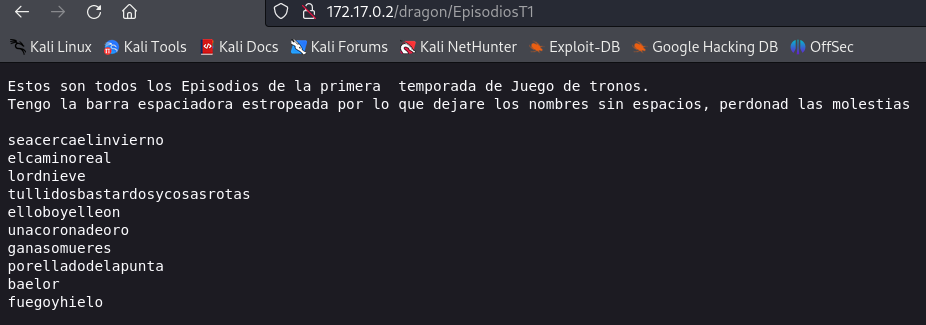 172.17.0.2/dragon/EpisodiosT1
Kali Linux Kali Tools Kali Docs Kali Forums Kali NetHunter Exploit-DB Google Hacking DB OffSec
Estos son todos los Episodios de la primera  temporada de Juego de tronos.
Tengo la barra espaciadora estropeada por lo que dejare los nombres sin espacios, perdonad las molestias
seacercaelinvierno
elcaminoreal
lordnieve
tullidosbastardosycosasrotas
elloboyelleon
unacoronadeoro
ganasomueres
porelladodelapunta
baelor
fuegoyhielo